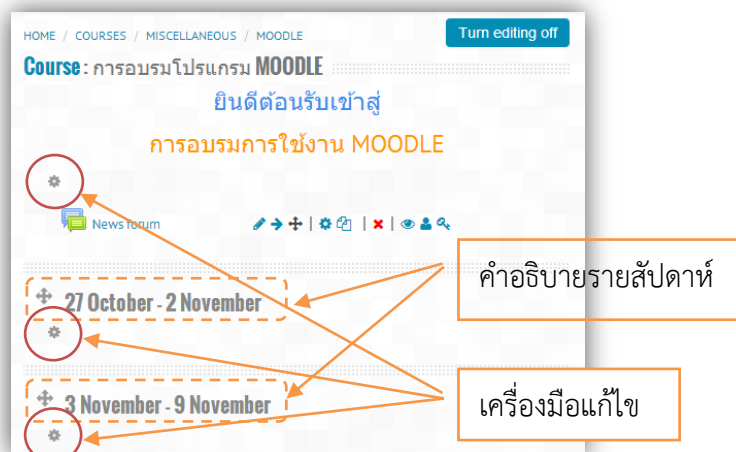 HOME / COURSES / MISCELLANEOUS / MOODLE
Turn editing off
Course : การอบรมโปรแกรม MOODLE
ยินดีต้อนรับเข้าสู่
การอบรมการใช้งาน MOODLE
News forum
คำอธิบายรายสัปดาห์
27 October - 2 November
3 November - 9 November
เครื่องมือแก้ไข